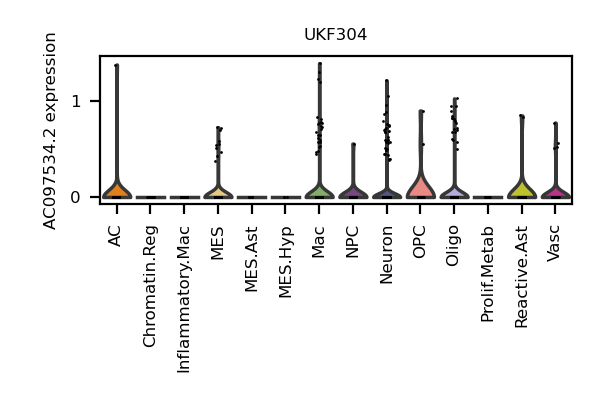 UKF304
AC097534.2 expression
1
0
AC
Chromatin.Reg
Inflammatory.Mac
MES
MES.Ast
MES.Hyp
Mac
NPC
Neuron
OPC
Oligo
Prolif.Metab
Reactive.Ast
Vasc